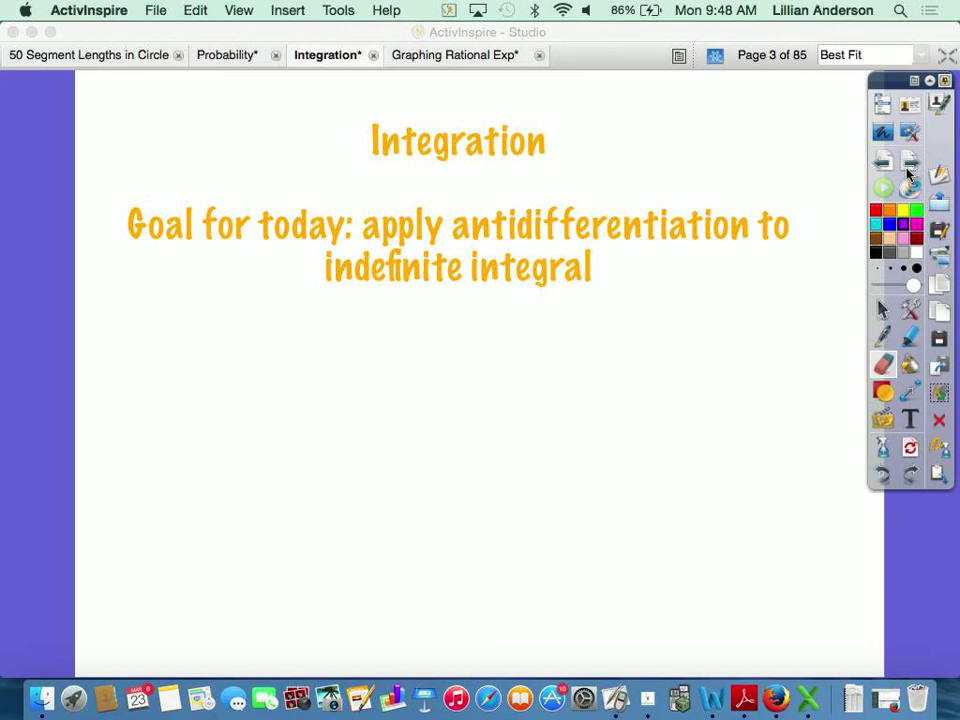 ActivInspire File Edit View Insert Tools Help 86% Mon 9:48 AM Lillian Anderson
ActivInspire - Studio
50 Segment Lengths in Circle Probability* Integration* Graphing Rational Exp* Page 3 of 85 Best Fit
Integration
Goal for today: apply antidifferentiation to
indefinite integral